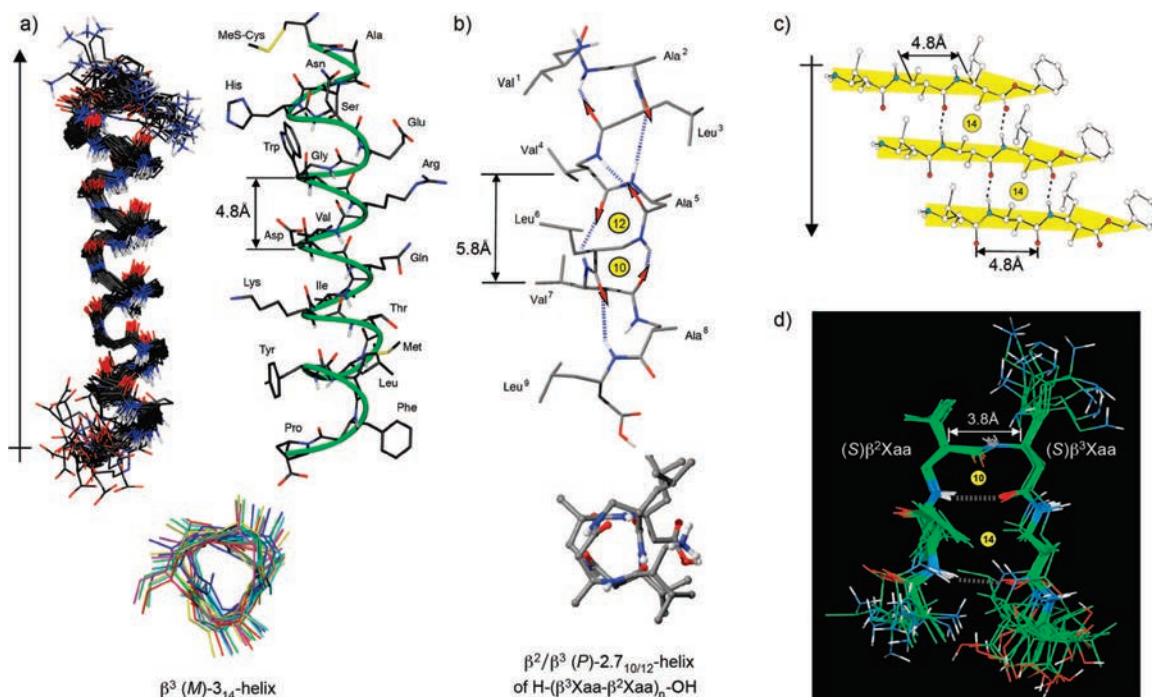 a)
MeS-Cys
Ala
Asn
His
Ser
Glu
Trp
Gly
Arg
4.8Å
Val
Asp
Gln
Lys
Ile
Thr
Tyr
Met
Leu
Pro
Phe
β³ (M)-3₁₄-helix
b)
Val¹
Ala²
Leu³
Val⁴
Ala⁵
Leu⁶
12
5.8Å
10
Val⁷
Ala⁸
Leu⁹
β²/β³ (P)-2.7₁₀/₁₂-helix
of H-(β³Xaa-β²Xaa)ₙ-OH
c)
4.8Å
14
14
4.8Å
d)
3.8Å
(S)β²Xaa
(S)β³Xaa
10
14